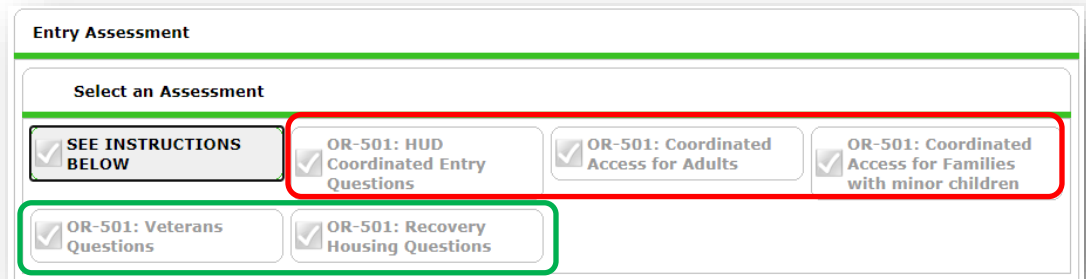 Entry Assessment
Select an Assessment
SEE INSTRUCTIONS
BELOW
OR-501: HUD
Coordinated Entry
Questions
OR-501: Coordinated
Access for Adults
OR-501: Coordinated
Access for Families
with minor children
OR-501: Veterans
Questions
OR-501: Recovery
Housing Questions